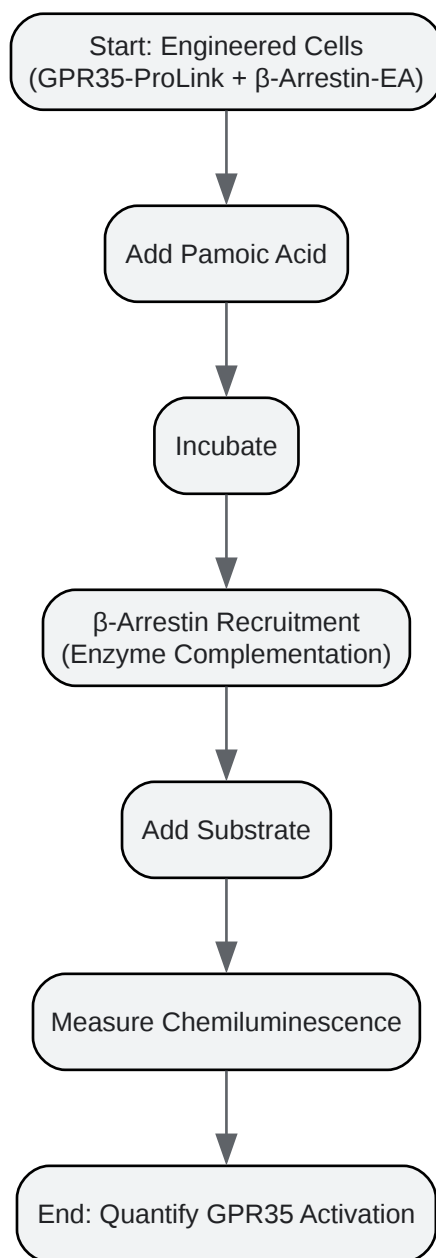 Start: Engineered Cells
(GPR35-ProLink + β-Arrestin-EA)
Add Pamoic Acid
Incubate
β-Arrestin Recruitment
(Enzyme Complementation)
Add Substrate
Measure Chemiluminescence
End: Quantify GPR35 Activation